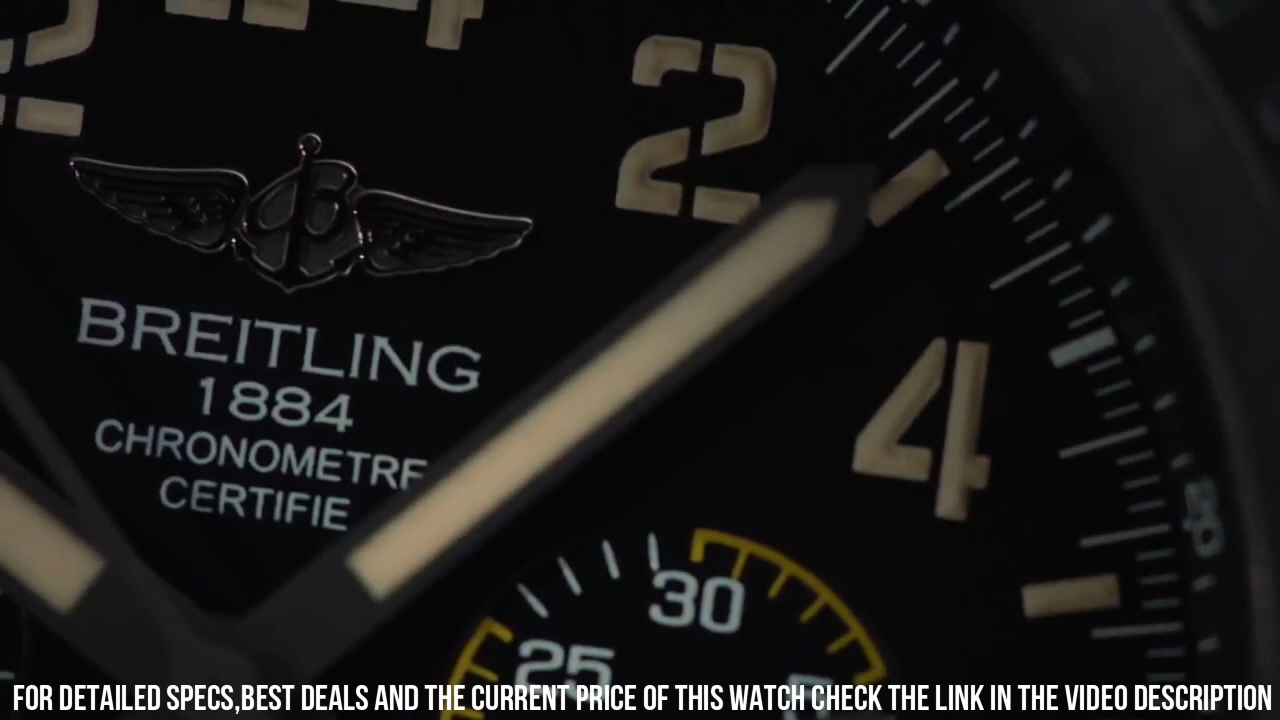 2
BREITLING
1884
CHRONOMETRE
CERTIFIE
4
30
25
FOR DETAILED SPECS,BEST DEALS AND THE CURRENT PRICE OF THIS WATCH CHECK THE LINK IN THE VIDEO DESCRIPTION